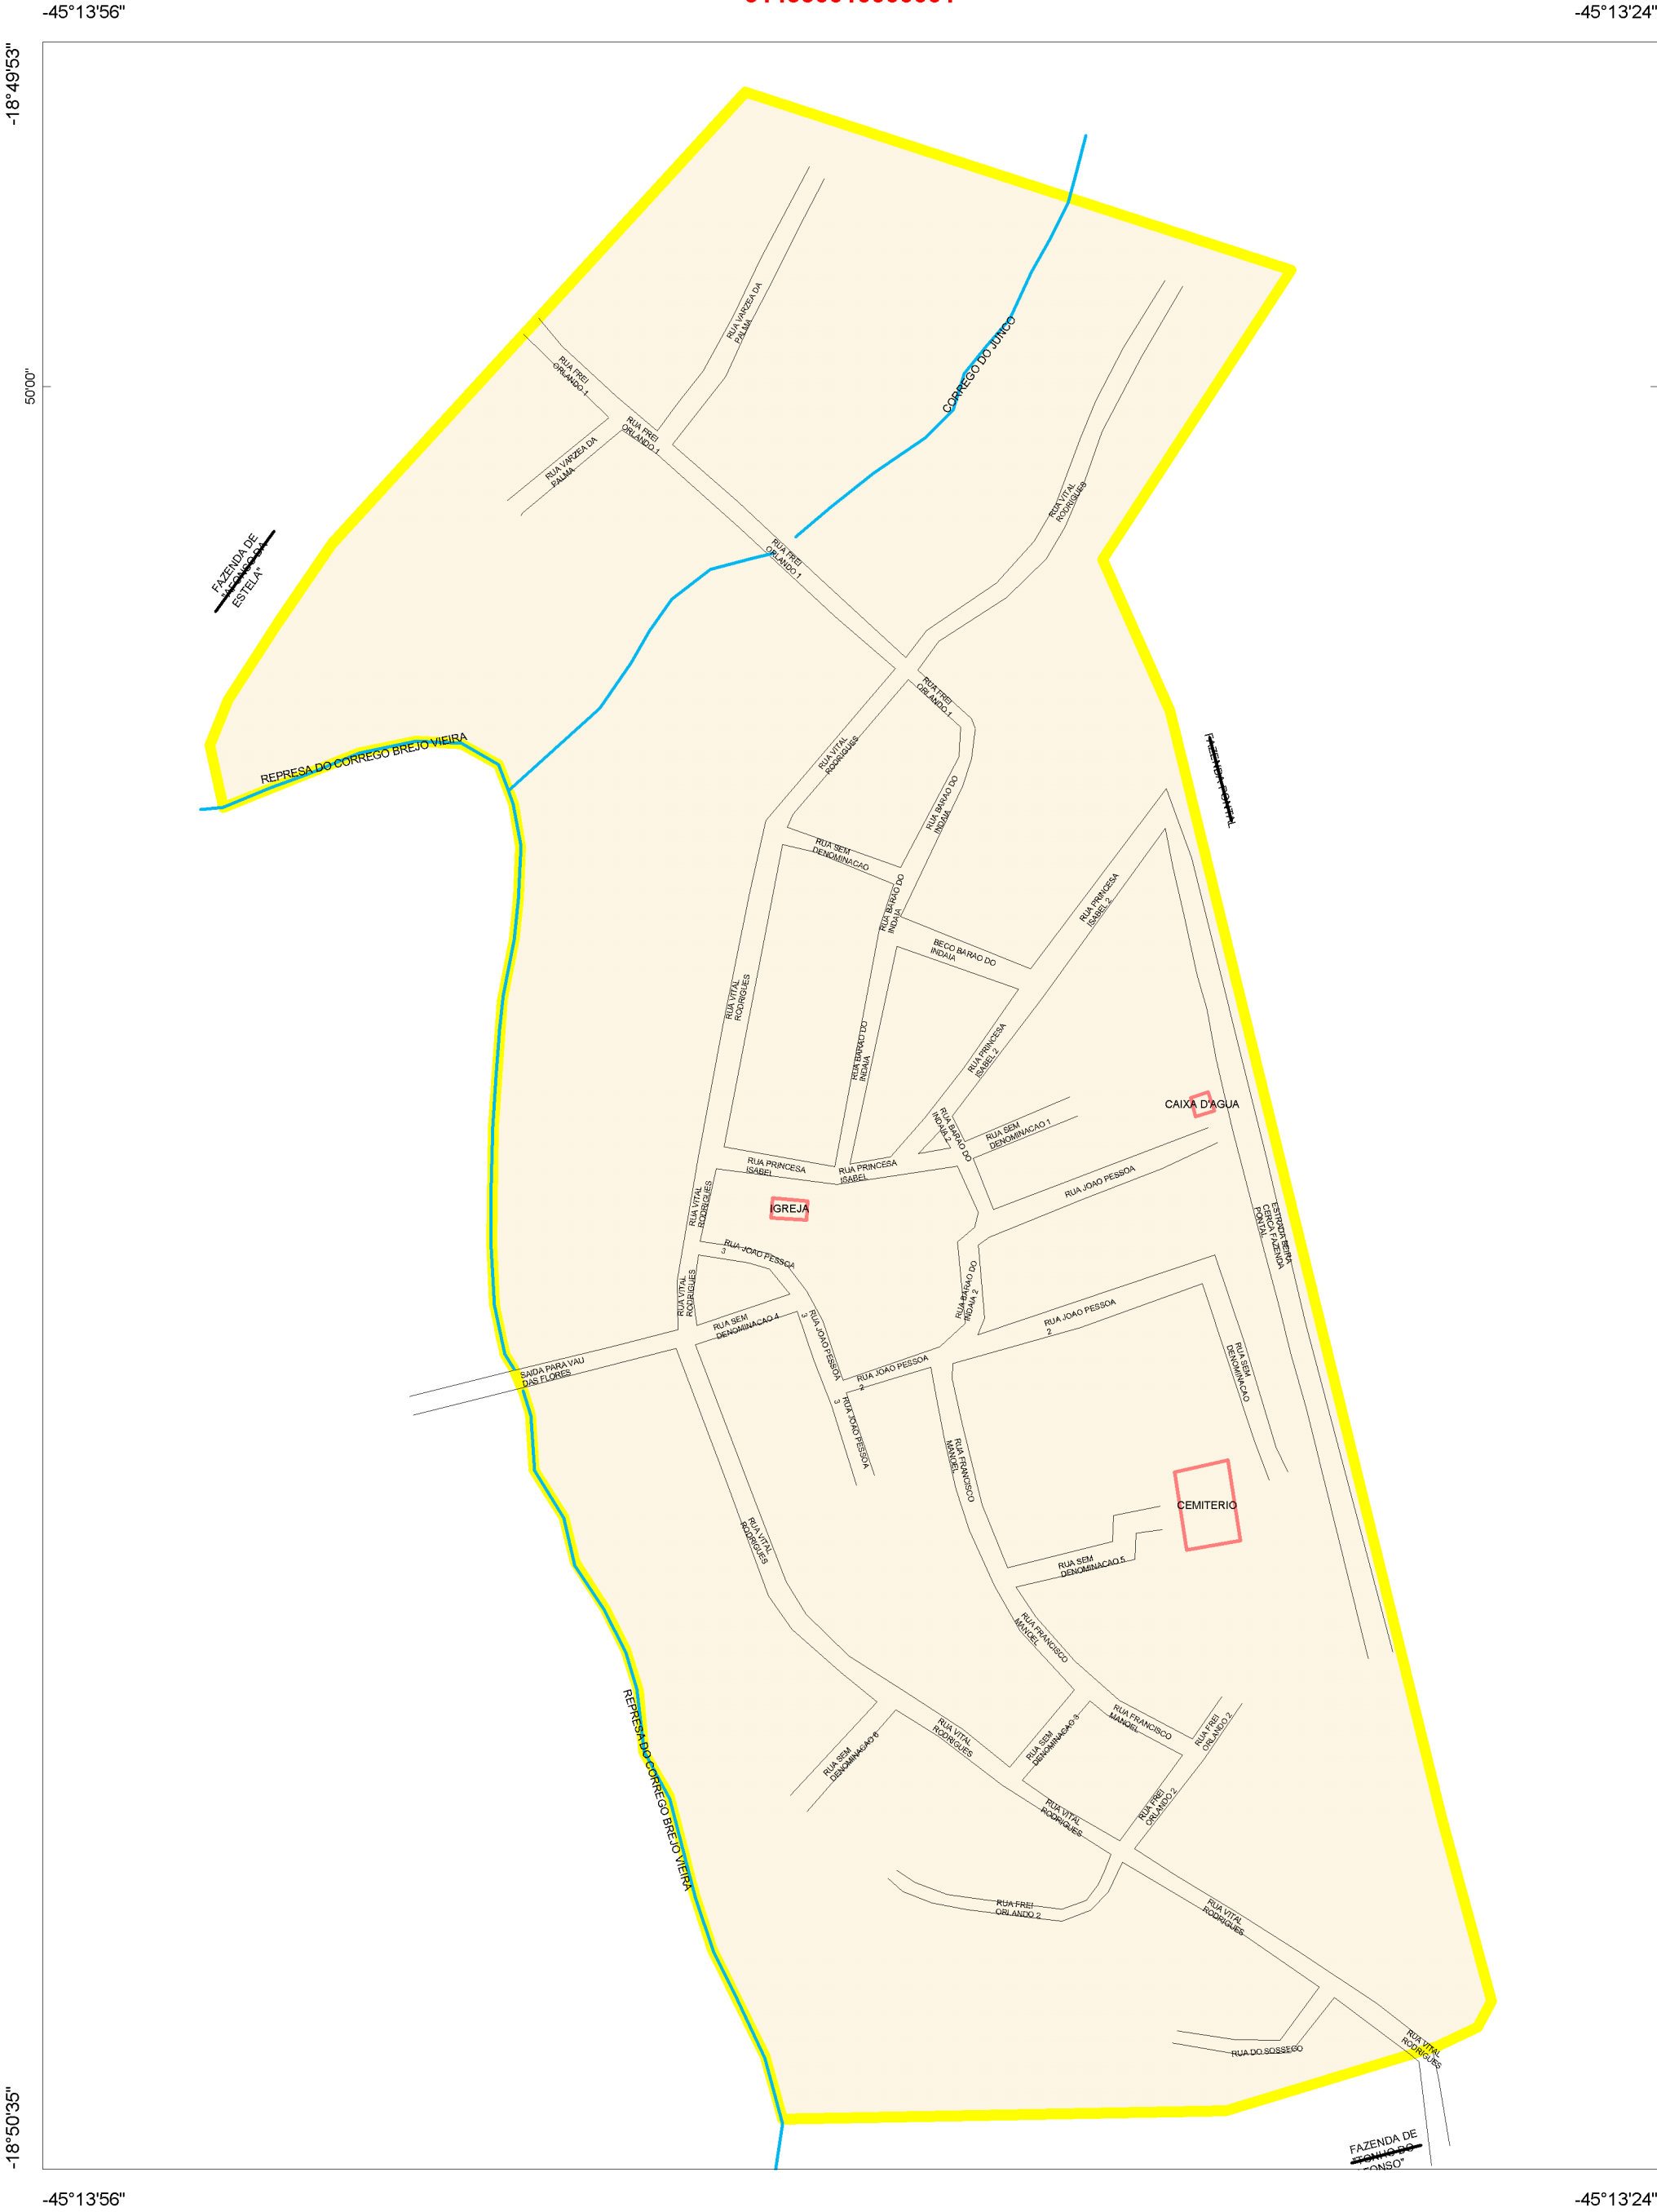 -45°13'56"
-45°13'24"
-18°49'53"
50'00"
RUA VARZEA DA
PALMA
CORREGO DO JUNCO
RUA FREI
ORLANDO 1
RUA FREI
ORLANDO 1
RUA VARZEA DA
PALMA
RUA VITAL
RODRIGUES
FAZENDA DE
"AFONSO DA
ESTELA"
RUA FREI
ORLANDO 1
RUA FREI
ORLANDO 1
REPRESA DO CORREGO BREJO VIEIRA
RUA VITAL
RODRIGUES
FAZENDA PONTAL
RUA BARAO DO
INDAIA
RUA SEM
DENOMINACAO
RUA BARAO DO
INDAIA
RUA PRINCESA
ISABEL 2
BECO BARAO DO
INDAIA
RUA VITAL
RODRIGUES
RUA BARAO DO
INDAIA
RUA PRINCESA
ISABEL 2
CAIXA D'AGUA
RUA BARAO DO
INDAIA 2
RUA SEM
DENOMINACAO 1
RUA PRINCESA
ISABEL
RUA PRINCESA
ISABEL
RUA JOAO PESSOA
RUA VITAL
RODRIGUES
IGREJA
ESTRADA BEIRA
CERCA FAZENDA
PONTAL
RUA JOAO PESSOA
3
RUA VITAL
RODRIGUES
RUA BARAO DO
INDAIA 2
RUA SEM
DENOMINACAO 4
RUA JOAO PESSOA
3
RUA JOAO PESSOA
2
RUA SEM
DENOMINACAO
SAIDA PARA VAU
DAS FLORES
RUA JOAO PESSOA
2
RUA JOAO PESSOA
3
RUA FRANCISCO
MANOEL
CEMITERIO
RUA VITAL
RODRIGUES
RUA SEM
DENOMINACAO 5
RUA FRANCISCO
MANOEL
REPRESA DO CORREGO BREJO VIEIRA
RUA SEM
DENOMINACAO 6
RUA VITAL
RODRIGUES
RUA SEM
DENOMINACAO 3
RUA FRANCISCO
MANOEL
RUA FREI
ORLANDO 2
RUA VITAL
RODRIGUES
RUA FREI
ORLANDO 2
RUA FREI
ORLANDO 2
RUA VITAL
RODRIGUES
RUA DO SOSSEGO
RUA VITAL
RODRIGUES
FAZENDA DE
"TONHO DO
-18°50'35"
-45°13'56"
-45°13'24"